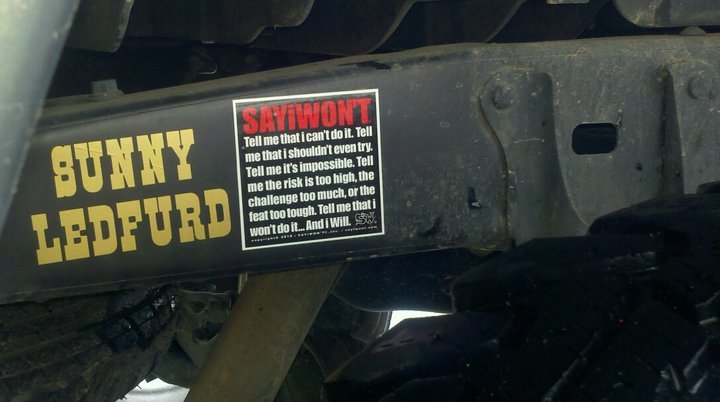 SUNNY
LEDFURD
SAYiWON'T
Tell me that i can't do it. Tell
me that i shouldn't even try.
Tell me it's impossible. Tell
me the risk is too high, the
challenge too much, or the
feat too tough. Tell me that i
won't do it... And i Will.